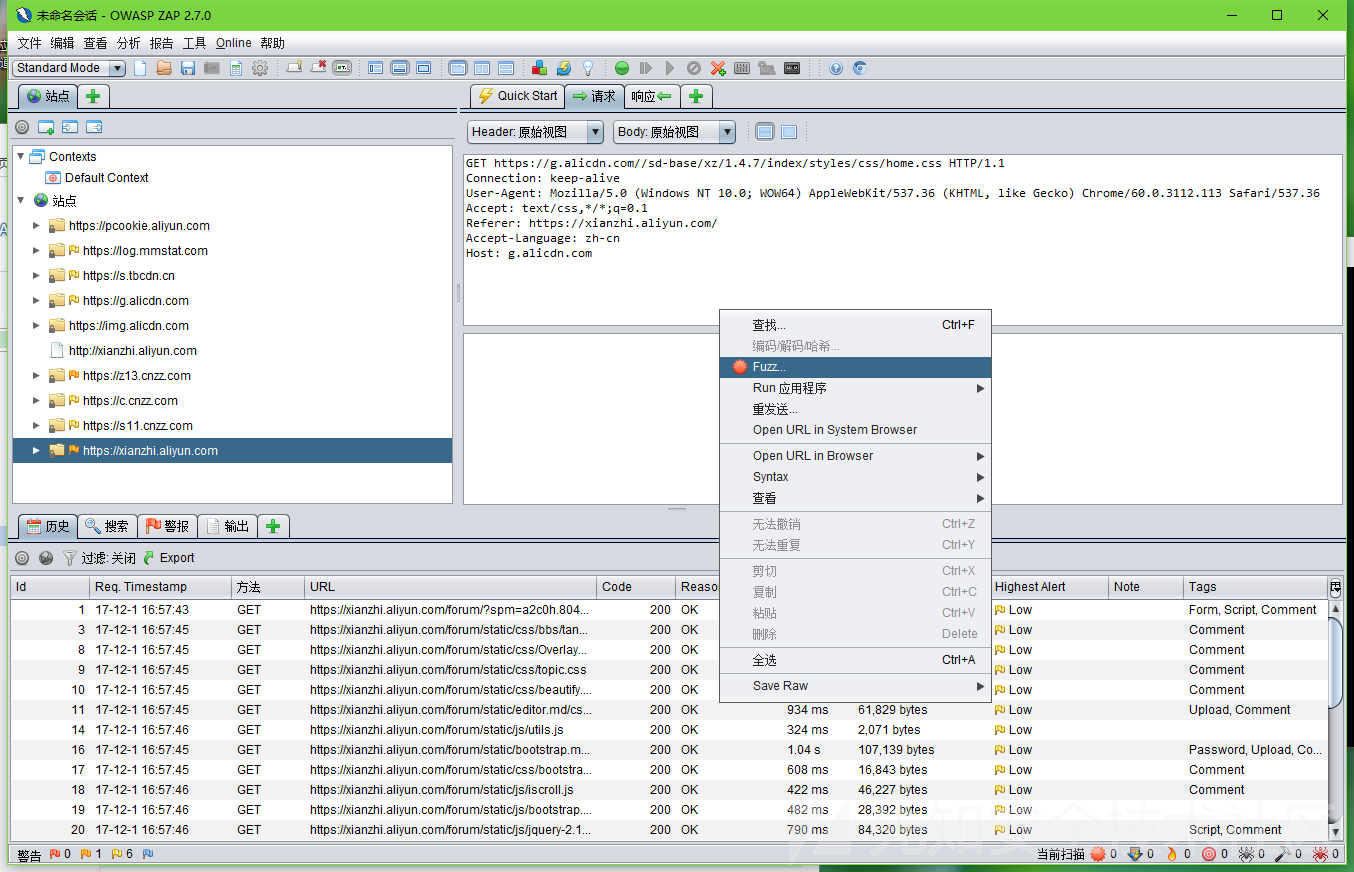 未命名会话 - OWASP ZAP 2.7.0
文件 编辑 查看 分析 报告 工具 Online 帮助
Standard Mode
站点
Quick Start 请求 响应
Header: 原始视图 Body: 原始视图
Contexts
Default Context
站点
https://pcookie.aliyun.com
https://log.mmstat.com
https://s.tbcdn.cn
https://g.alicdn.com
https://img.alicdn.com
http://xianzhi.aliyun.com
https://z13.cnzz.com
https://c.cnzz.com
https://s11.cnzz.com
https://xianzhi.aliyun.com
GET https://g.alicdn.com//sd-base/xz/1.4.7/index/styles/css/home.css HTTP/1.1
Connection: keep-alive
User-Agent: Mozilla/5.0 (Windows NT 10.0; WOW64) AppleWebKit/537.36 (KHTML, like Gecko) Chrome/60.0.3112.113 Safari/537.36
Accept: text/css,*/*;q=0.1
Referer: https://xianzhi.aliyun.com/
Accept-Language: zh-cn
Host: g.alicdn.com
查找... Ctrl+F
编码/解码/哈希...
Fuzz...
Run 应用程序
重发送...
Open URL in System Browser
Open URL in Browser
Syntax
查看
无法撤销 Ctrl+Z
无法重复 Ctrl+Y
剪切 Ctrl+X
复制 Ctrl+C
粘贴 Ctrl+V
删除 Delete
全选 Ctrl+A
Save Raw
历史 搜索 警报 输出
过滤: 关闭 Export
Id Req. Timestamp 方法 URL Code Reaso Highest Alert Note Tags
1 17-12-1 16:57:43 GET https://xianzhi.aliyun.com/forum/?spm=a2c0h.804... 200 OK Low Form, Script, Comment
3 17-12-1 16:57:45 GET https://xianzhi.aliyun.com/forum/static/css/bbs/tan... 200 OK Low Comment
8 17-12-1 16:57:45 GET https://xianzhi.aliyun.com/forum/static/css/Overlay... 200 OK Low Comment
9 17-12-1 16:57:45 GET https://xianzhi.aliyun.com/forum/static/css/topic.css 200 OK Low Comment
10 17-12-1 16:57:45 GET https://xianzhi.aliyun.com/forum/static/css/beautify.... 200 OK Low Comment
11 17-12-1 16:57:45 GET https://xianzhi.aliyun.com/forum/static/editor.md/cs... 200 OK 934 ms 61,829 bytes Low Upload, Comment
14 17-12-1 16:57:46 GET https://xianzhi.aliyun.com/forum/static/js/utils.js 200 OK 324 ms 2,071 bytes Low
16 17-12-1 16:57:45 GET https://xianzhi.aliyun.com/forum/static/bootstrap.m... 200 OK 1.04 s 107,139 bytes Low Password, Upload, Co...
17 17-12-1 16:57:45 GET https://xianzhi.aliyun.com/forum/static/css/bootstra... 200 OK 608 ms 16,843 bytes Low Comment
18 17-12-1 16:57:46 GET https://xianzhi.aliyun.com/forum/static/js/iscroll.js 200 OK 422 ms 46,227 bytes Low Comment
19 17-12-1 16:57:46 GET https://xianzhi.aliyun.com/forum/static/js/bootstrap.... 200 OK 482 ms 28,392 bytes Low
20 17-12-1 16:57:46 GET https://xianzhi.aliyun.com/forum/static/js/jquery-2.1... 200 OK 790 ms 84,320 bytes Low Script, Comment
先知安全技术社区
警告 0 1 6 当前扫描 0 0 0 0 0 0 0